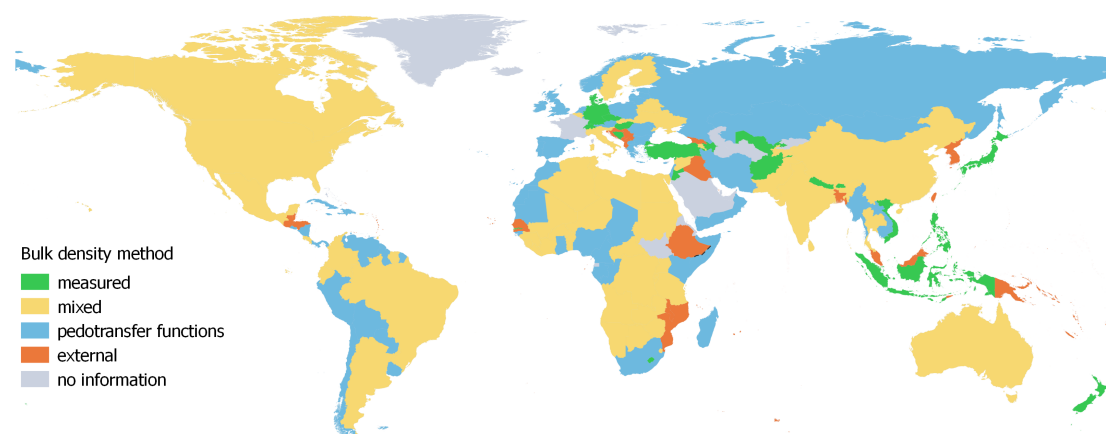 Bulk density method
measured
mixed
pedotransfer functions
external
no information